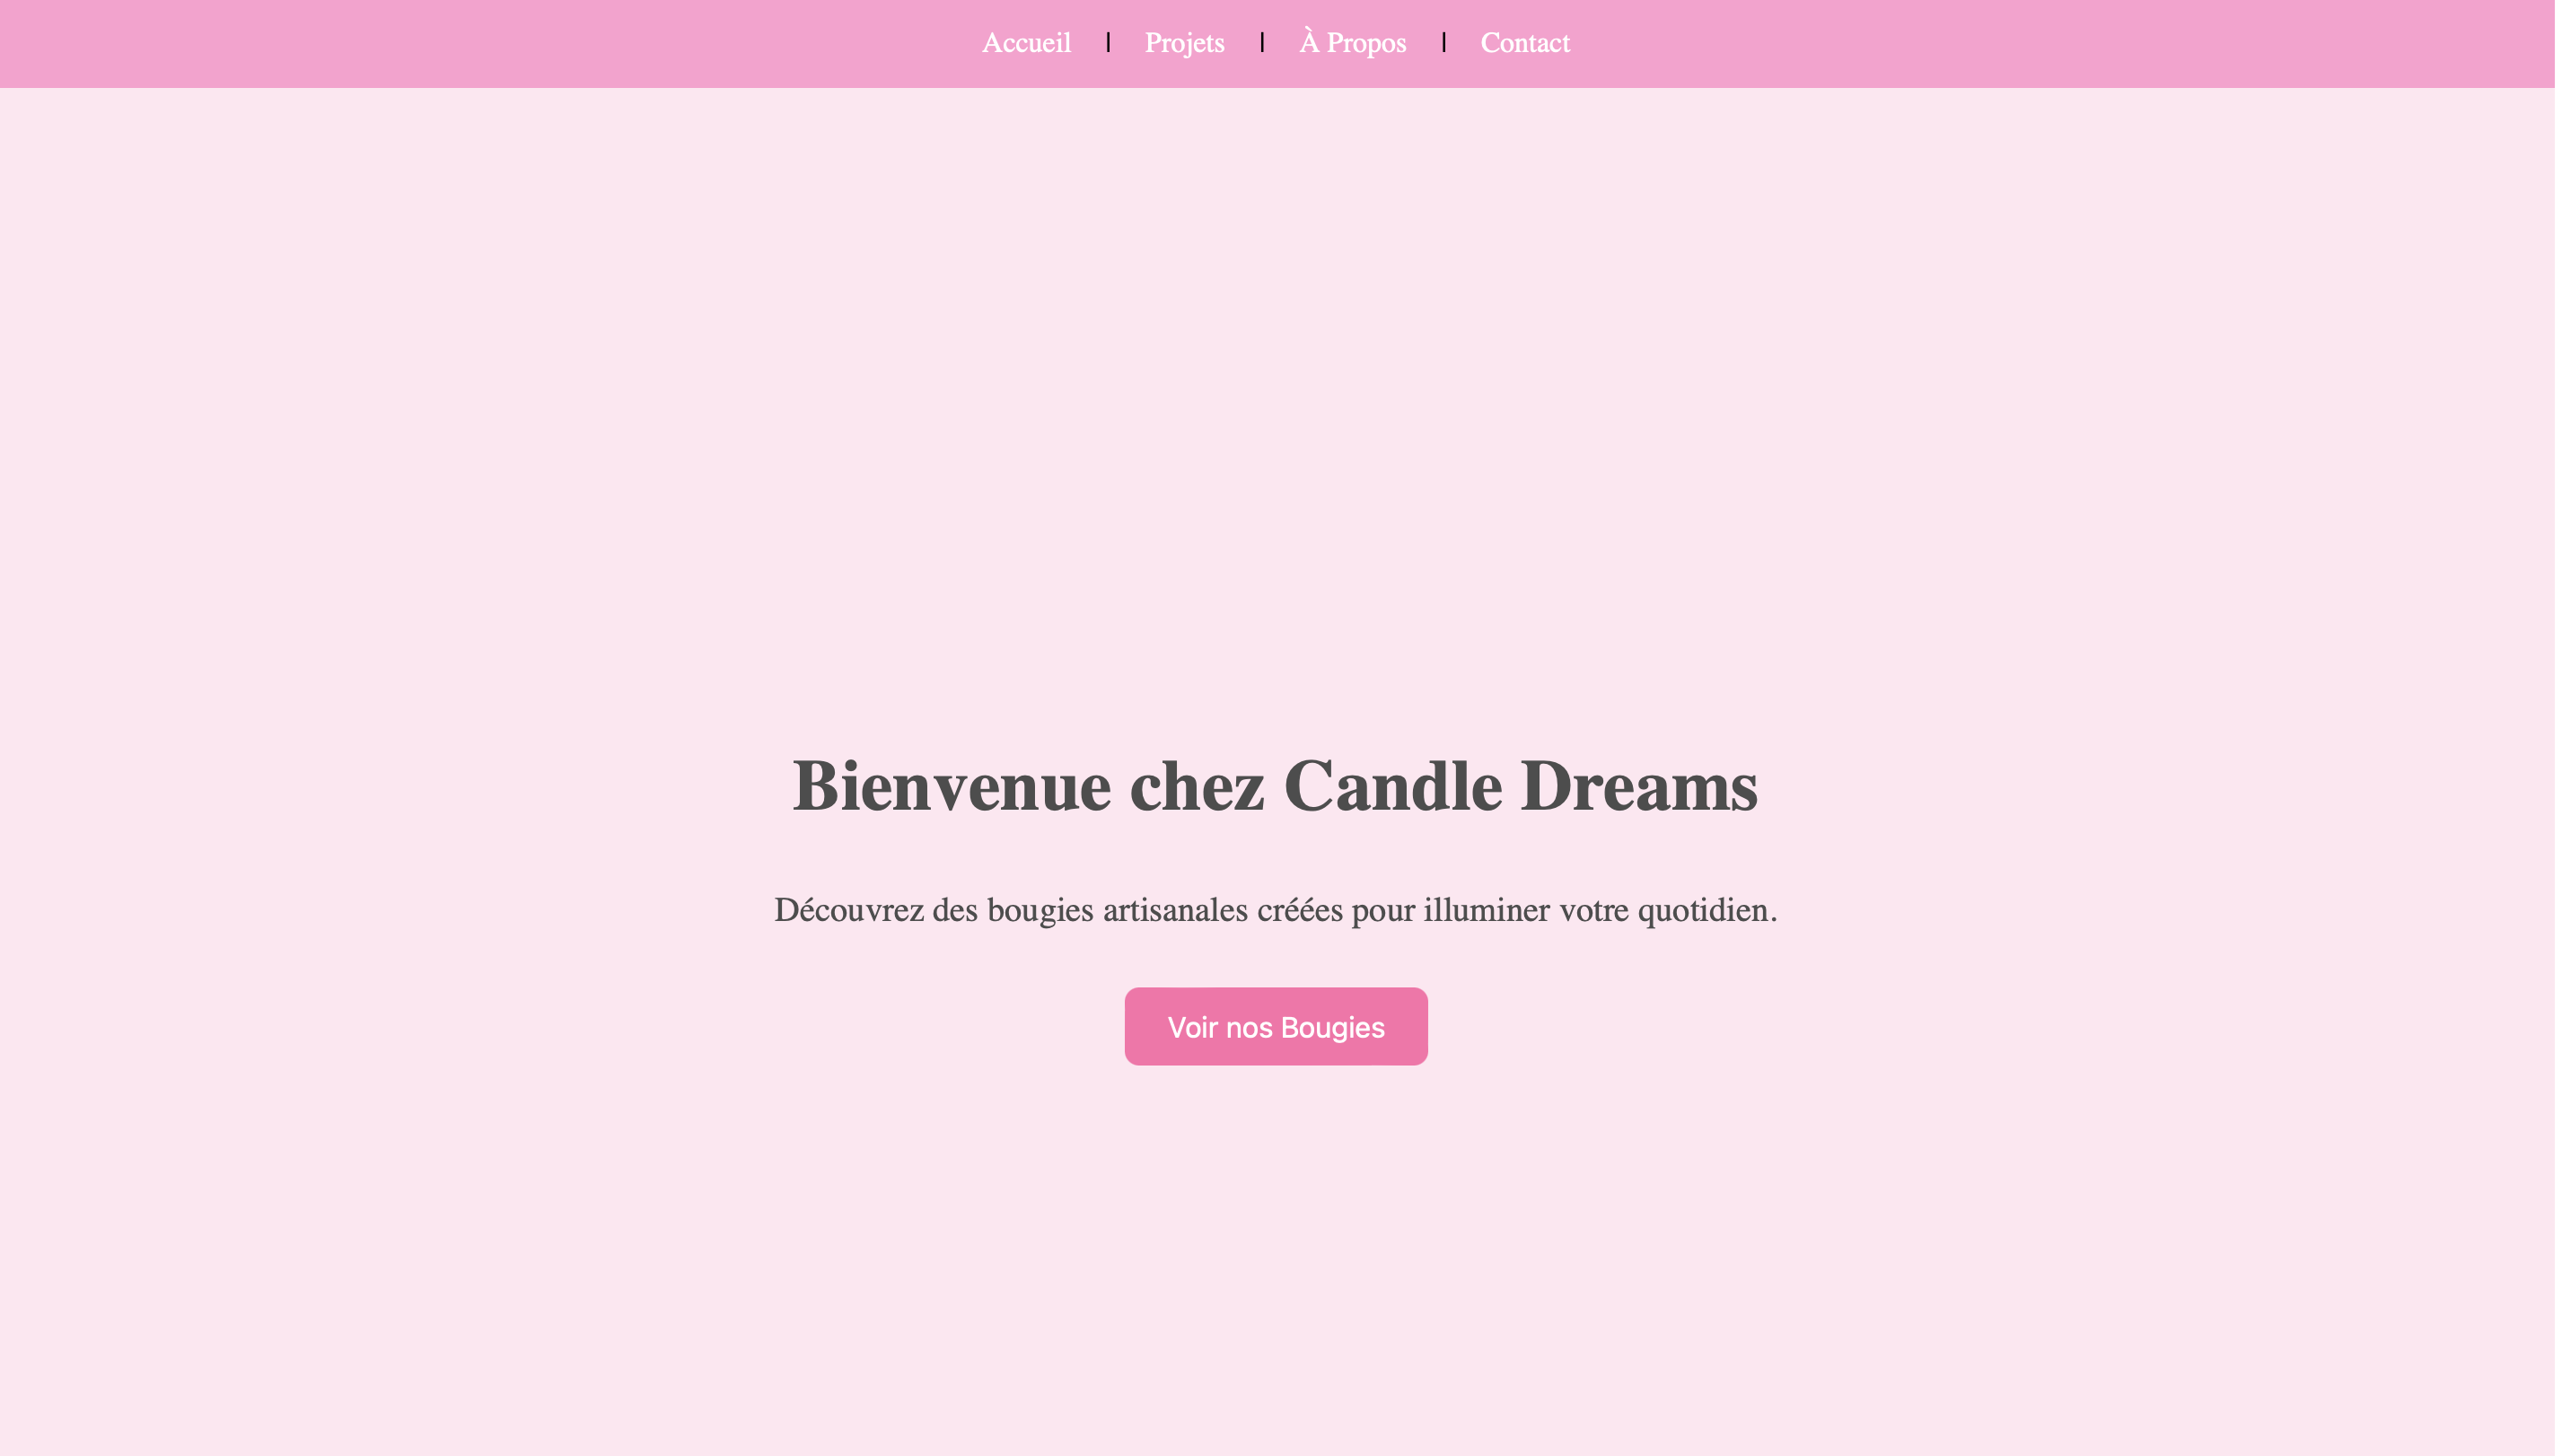 Accueil | Projets | À Propos | Contact
Bienvenue chez Candle Dreams
Découvrez des bougies artisanales créées pour illuminer votre quotidien.
Voir nos Bougies